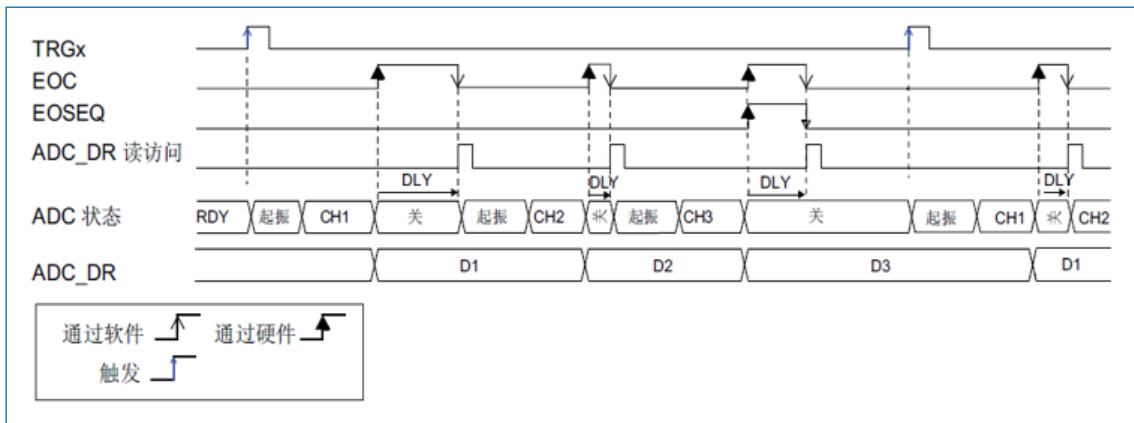 TRGx
EOC
EOSEQ
ADC_DR 读访问
DLY DLY DLY DLY
ADC 状态 RDY 起振 CH1 关 起振 CH2 关 起振 CH3 关 起振 CH1 关 CH2
ADC_DR D1 D2 D3 D1
通过软件 通过硬件
触发